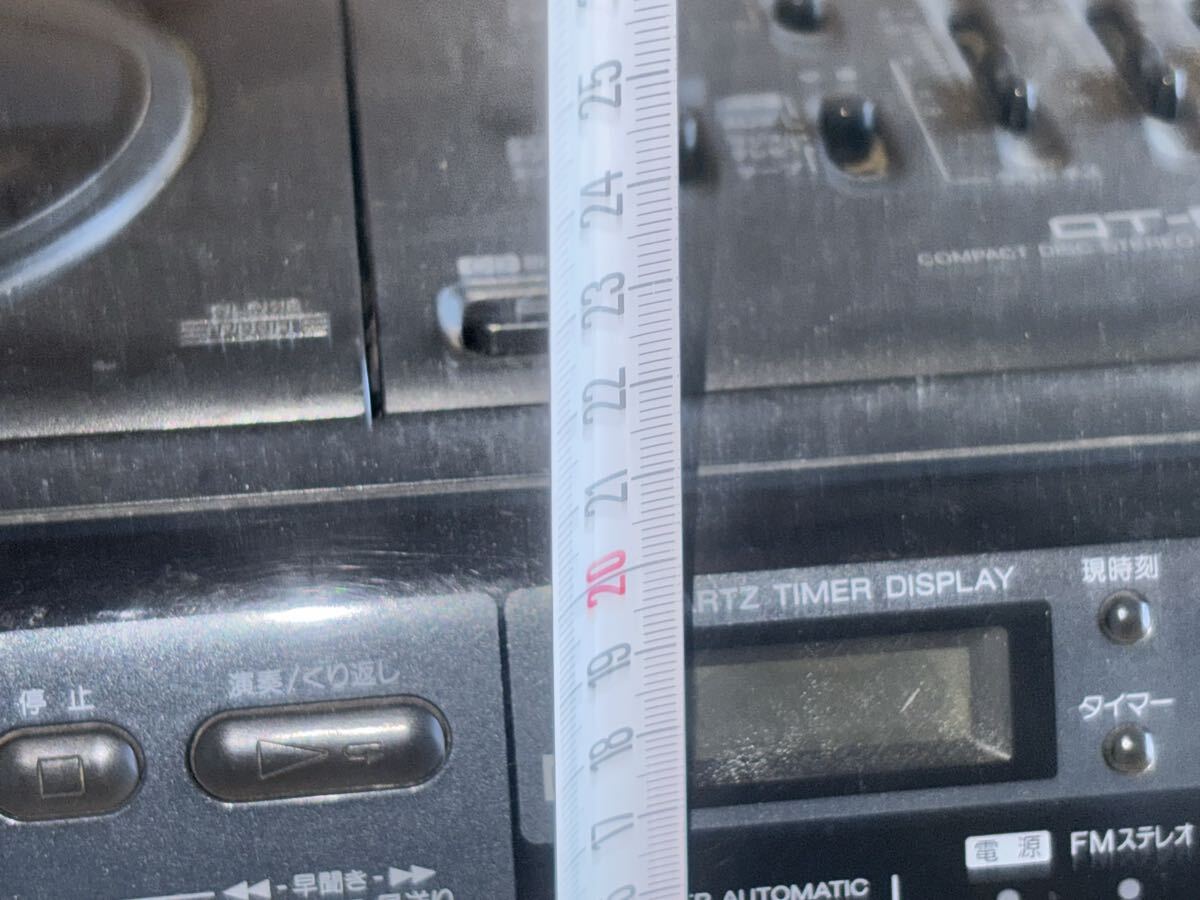 25
24
23
22
21
20
19
18
17
QT-
COMPACT DISC STEREO
ARTZ TIMER DISPLAY
現時刻
停止
演奏/くり返し
タイマー
電源
FMステレオ
早聞き
ER AUTOMATIC